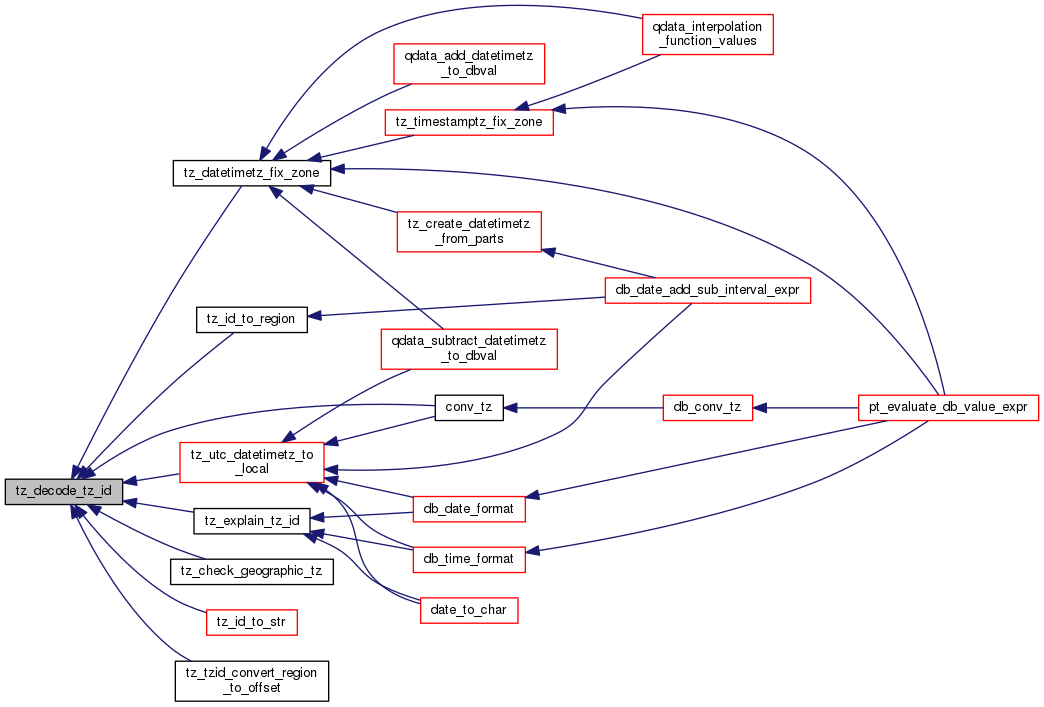 qdata_interpolation
_function_values
qdata_add_datetimetz
_to_dbval
tz_timestamptz_fix_zone
tz_datetimetz_fix_zone
tz_create_datetimetz
_from_parts
db_date_add_sub_interval_expr
tz_id_to_region
qdata_subtract_datetimetz
_to_dbval
conv_tz
db_conv_tz
pt_evaluate_db_value_expr
tz_utc_datetimetz_to
_local
tz_decode_tz_id
db_date_format
tz_explain_tz_id
db_time_format
tz_check_geographic_tz
date_to_char
tz_id_to_str
tz_tzid_convert_region
_to_offset